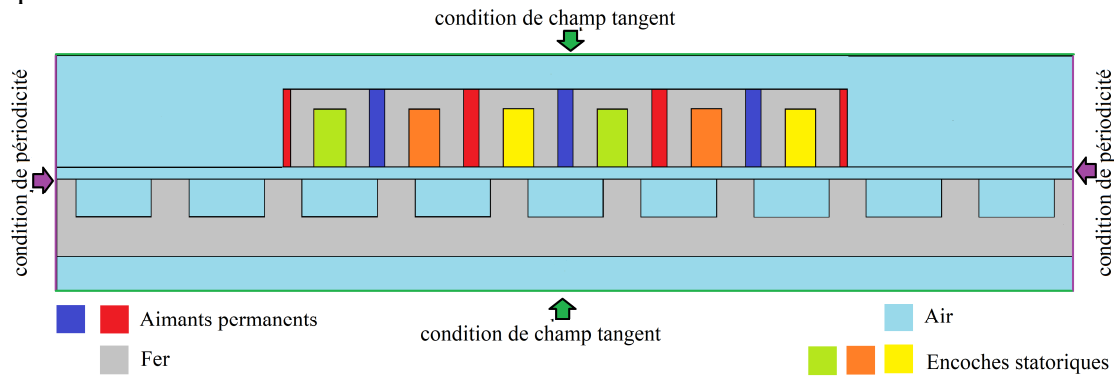 condition de champ tangent
condition de périodicité
condition de périodicité
condition de champ tangent
Aimants permanents
Air
Fer
Encoches statoriques